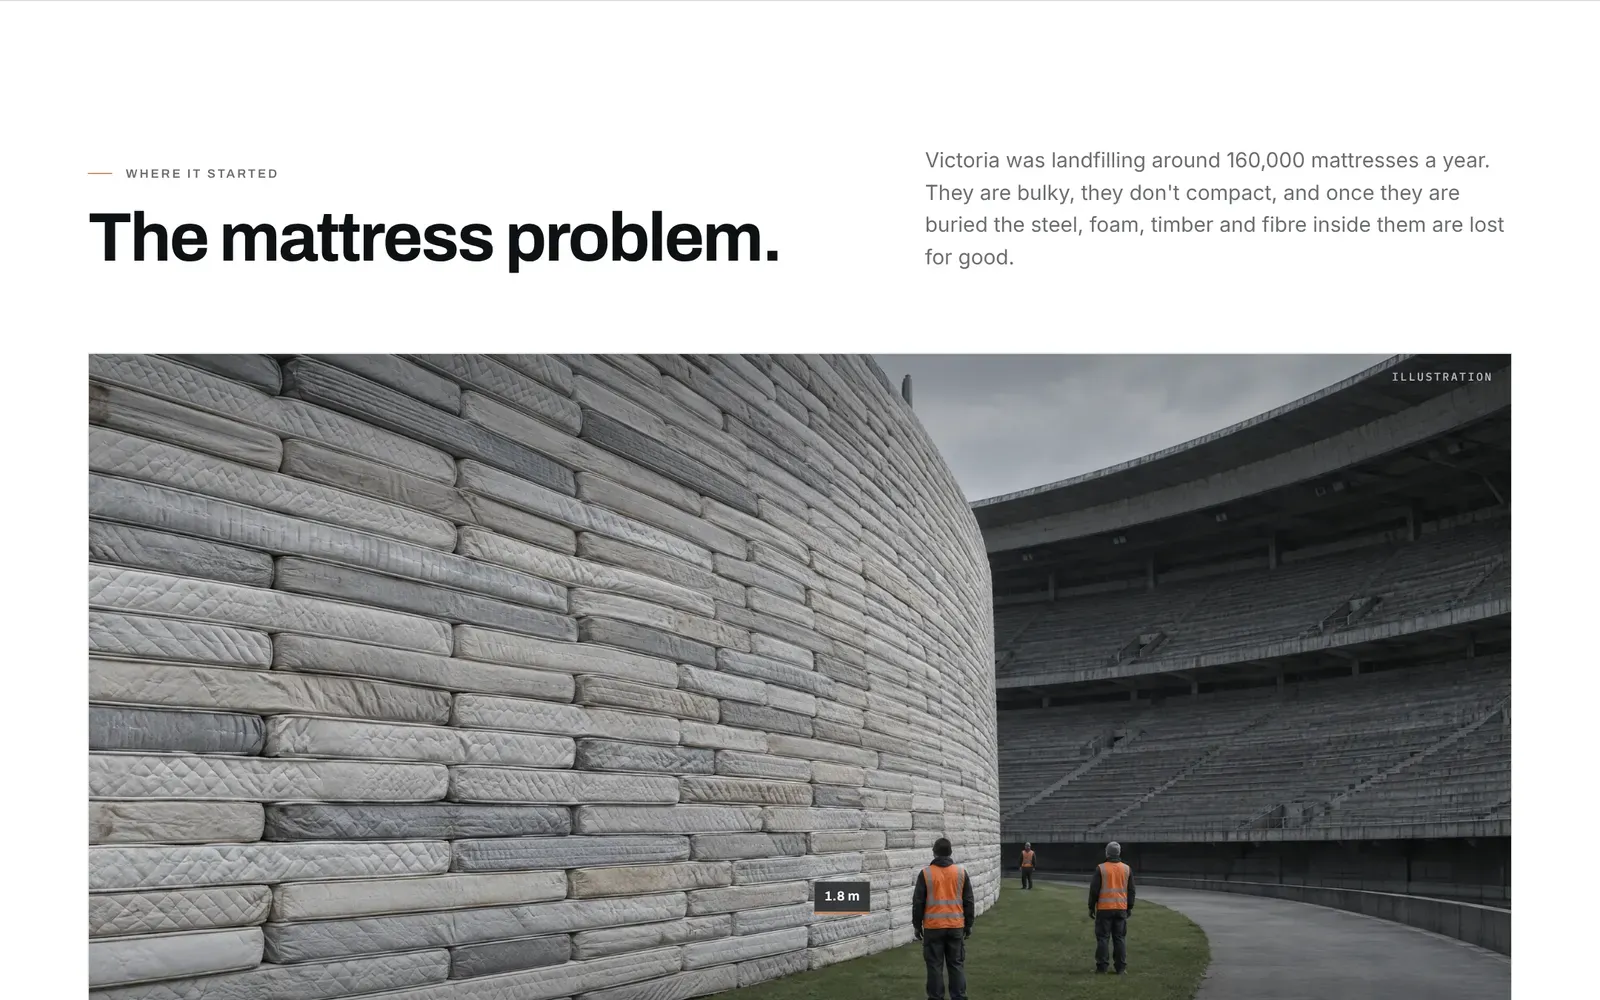 WHERE IT STARTED
The mattress problem.
Victoria was landfilling around 160,000 mattresses a year.
They are bulky, they don't compact, and once they are
buried the steel, foam, timber and fibre inside them are lost
for good.
ILLUSTRATION
1.8 m